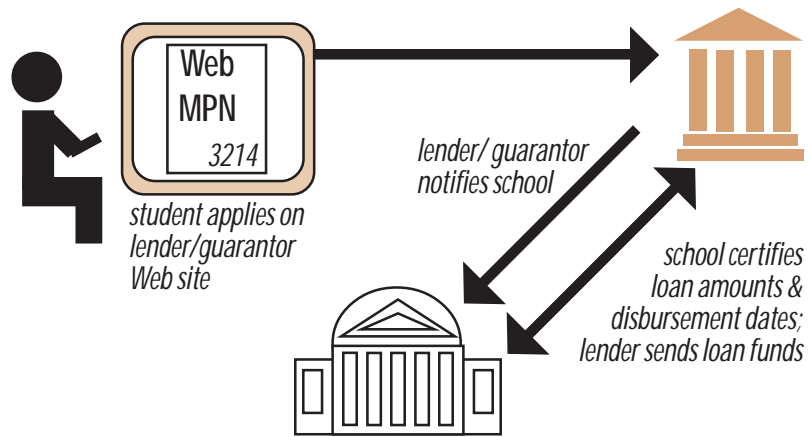 Web
MPN
3214
student applies on
lender/guarantor
Web site
lender/ guarantor
notifies school
school certifies
loan amounts &
disbursement dates;
lender sends loan funds